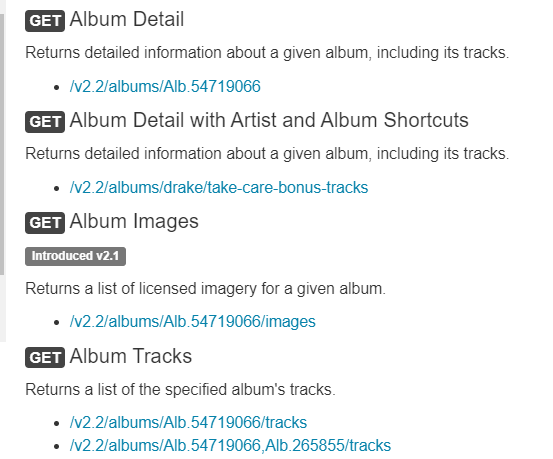 GET Album Detail
Returns detailed information about a given album, including its tracks.
• /v2.2/albums/Alb.54719066
GET Album Detail with Artist and Album Shortcuts
Returns detailed information about a given album, including its tracks.
• /v2.2/albums/drake/take-care-bonus-tracks
GET Album Images
Introduced v2.1
Returns a list of licensed imagery for a given album.
• /v2.2/albums/Alb.54719066/images
GET Album Tracks
Returns a list of the specified album's tracks.
• /v2.2/albums/Alb.54719066/tracks
• /v2.2/albums/Alb.54719066,Alb.265855/tracks